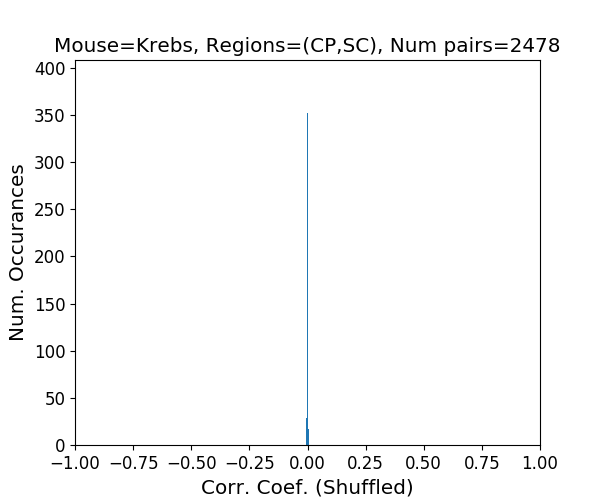 Mouse=Krebs, Regions=(CP,SC), Num pairs=2478
400
350
300
250
200
150
100
50
0
Num. Occurances
−1.00 −0.75 −0.50 −0.25 0.00 0.25 0.50 0.75 1.00
Corr. Coef. (Shuffled)